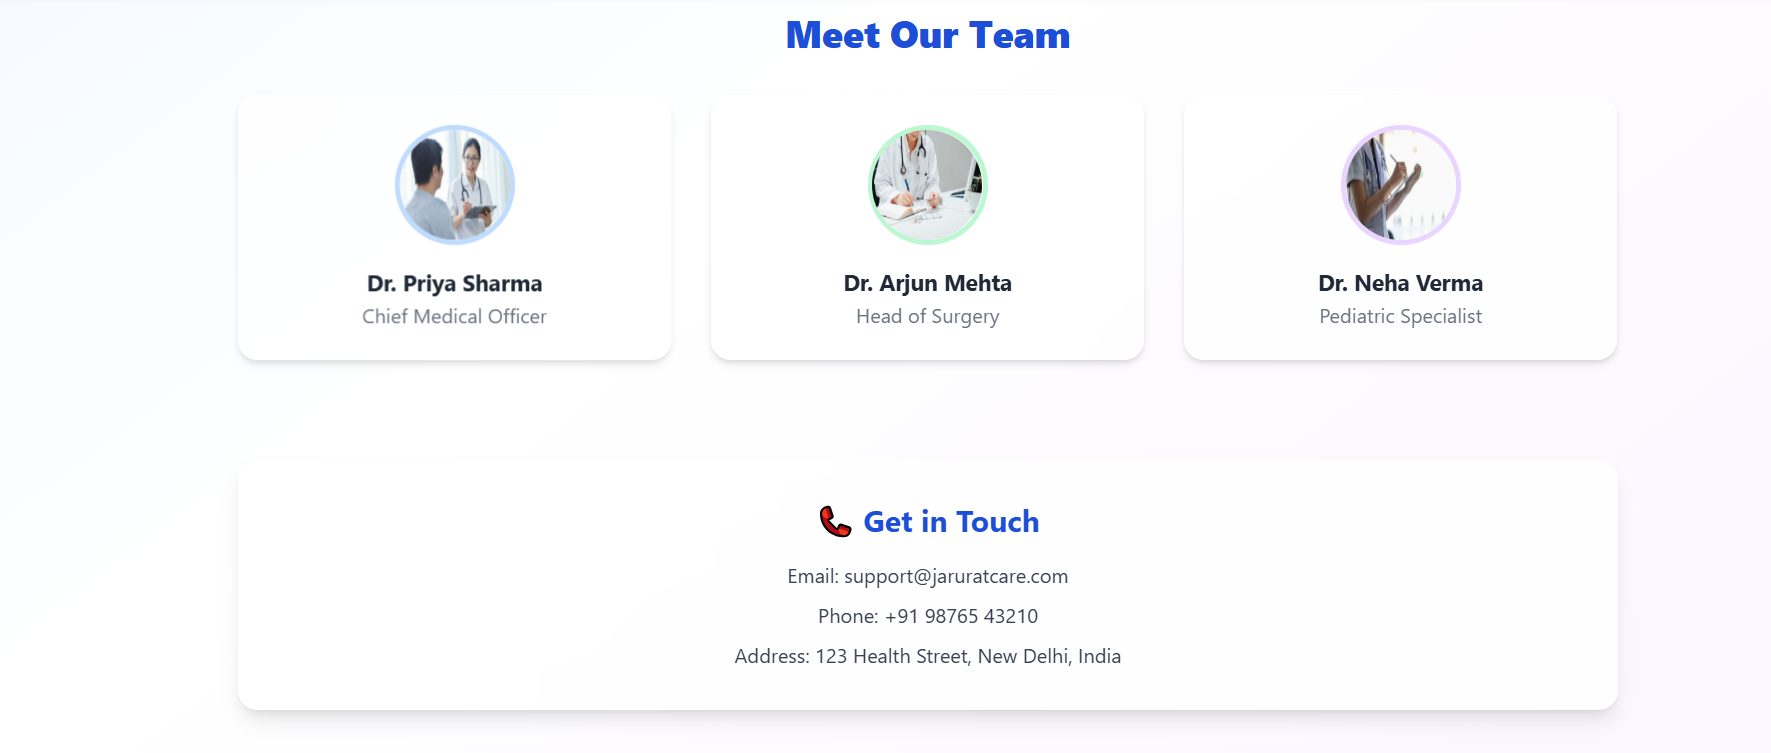 Meet Our Team
Dr. Priya Sharma
Chief Medical Officer
Dr. Arjun Mehta
Head of Surgery
Dr. Neha Verma
Pediatric Specialist
Get in Touch
Email: support@jaruratcare.com
Phone: +91 98765 43210
Address: 123 Health Street, New Delhi, India